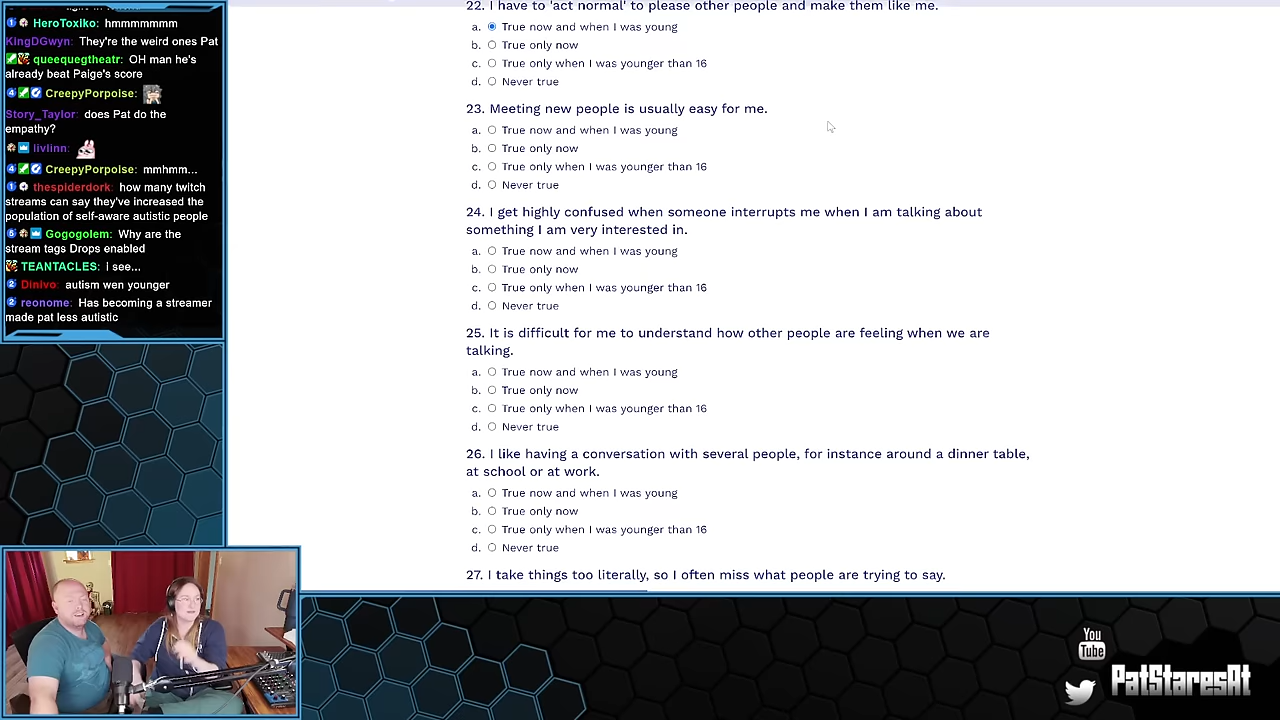 HeroToxiko: hmmmmmmm
KingDGwyn: They're the weird ones Pat
queequegtheatr: OH man he's
already beat Paige's score
CreepyPorpoise:
Story_Taylor: does Pat do the
empathy?
livlinn:
CreepyPorpoise: mmhmm...
thespiderdork: how many twitch
streams can say they've increased the
population of self-aware autistic people
Gogogolem: Why are the
stream tags Drops enabled
TEANTACLES: I see...
Dinivo: autism wen younger
reonome: Has becoming a streamer
made pat less autistic
22. I have to 'act normal' to please other people and make them like me.
a. True now and when I was young
b. True only now
c. True only when I was younger than 16
d. Never true
23. Meeting new people is usually easy for me.
a. True now and when I was young
b. True only now
c. True only when I was younger than 16
d. Never true
24. I get highly confused when someone interrupts me when I am talking about
something I am very interested in.
a. True now and when I was young
b. True only now
c. True only when I was younger than 16
d. Never true
25. It is difficult for me to understand how other people are feeling when we are
talking.
a. True now and when I was young
b. True only now
c. True only when I was younger than 16
d. Never true
26. I like having a conversation with several people, for instance around a dinner table,
at school or at work.
a. True now and when I was young
b. True only now
c. True only when I was younger than 16
d. Never true
27. I take things too literally, so I often miss what people are trying to say.
You
Tube
PatStaresAt